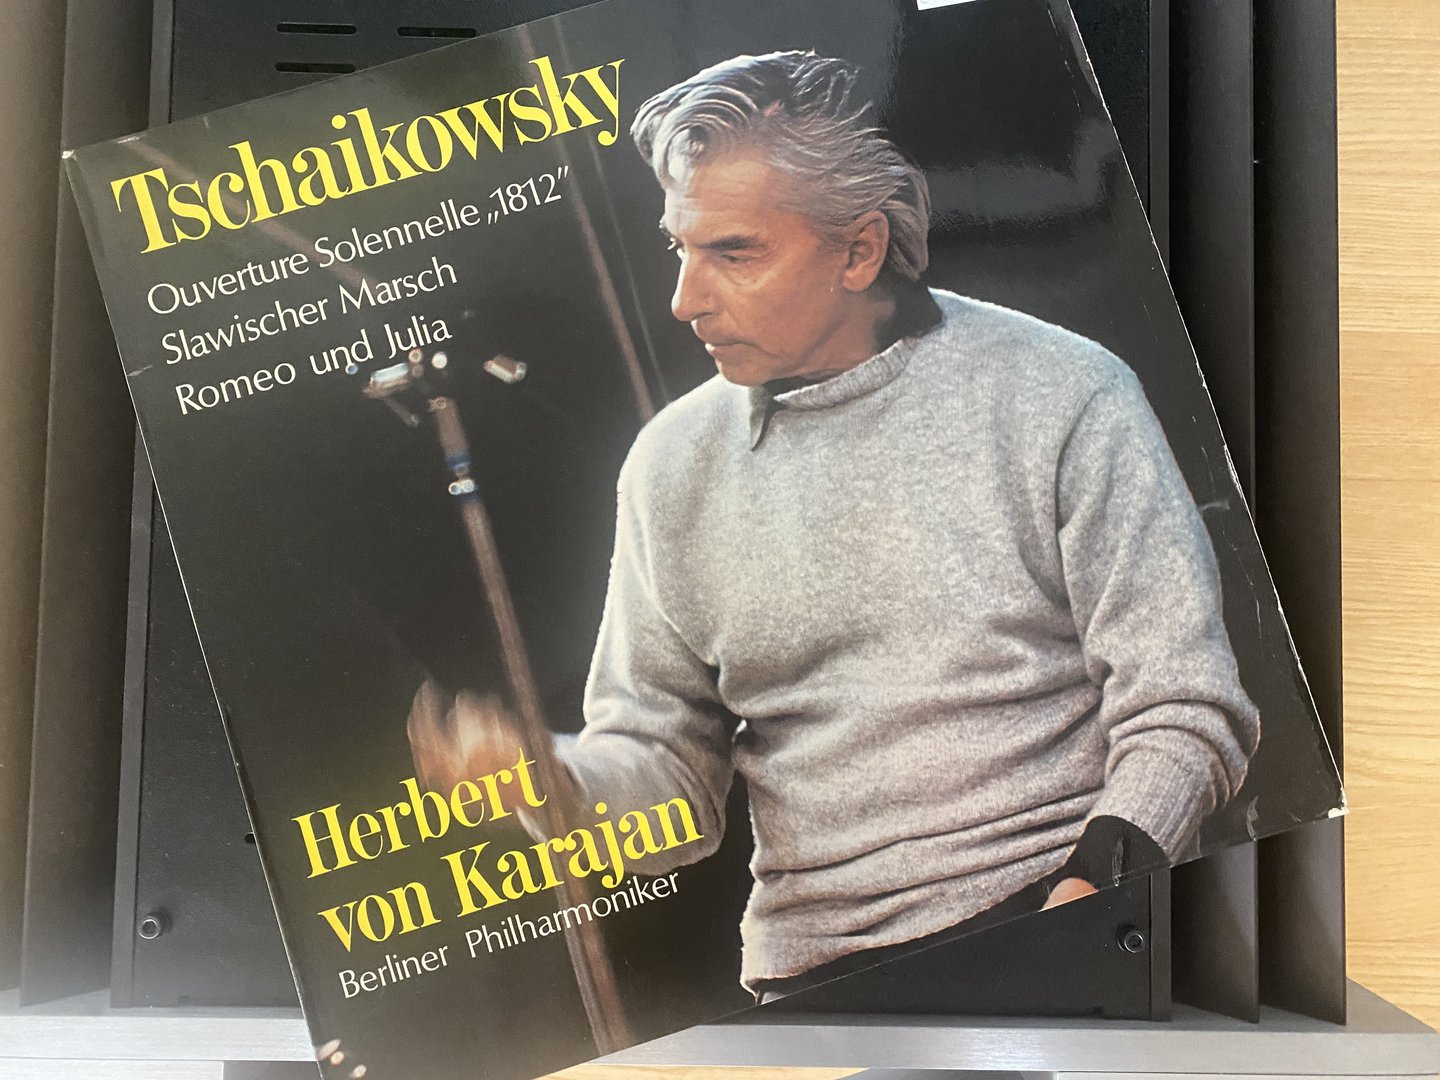 Tschaikowsky
Ouverture Solennelle „1812”
Slawischer Marsch
Romeo und Julia
Herbert
von Karajan
Berliner Philharmoniker